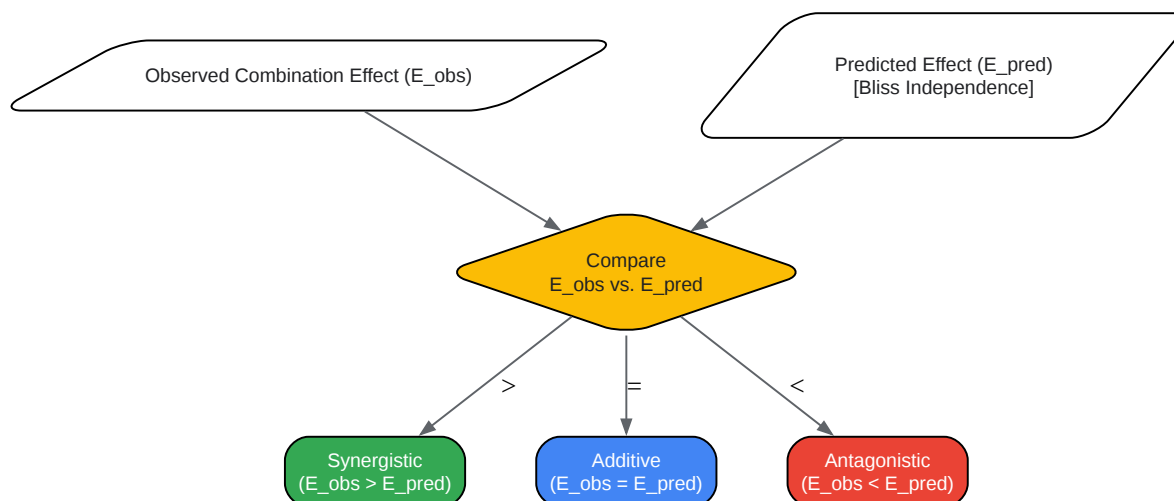 Observed Combination Effect (E_obs)
Predicted Effect (E_pred)
[Bliss Independence]
Compare
E_obs vs. E_pred
>
=
<
Synergistic
(E_obs > E_pred)
Additive
(E_obs = E_pred)
Antagonistic
(E_obs < E_pred)